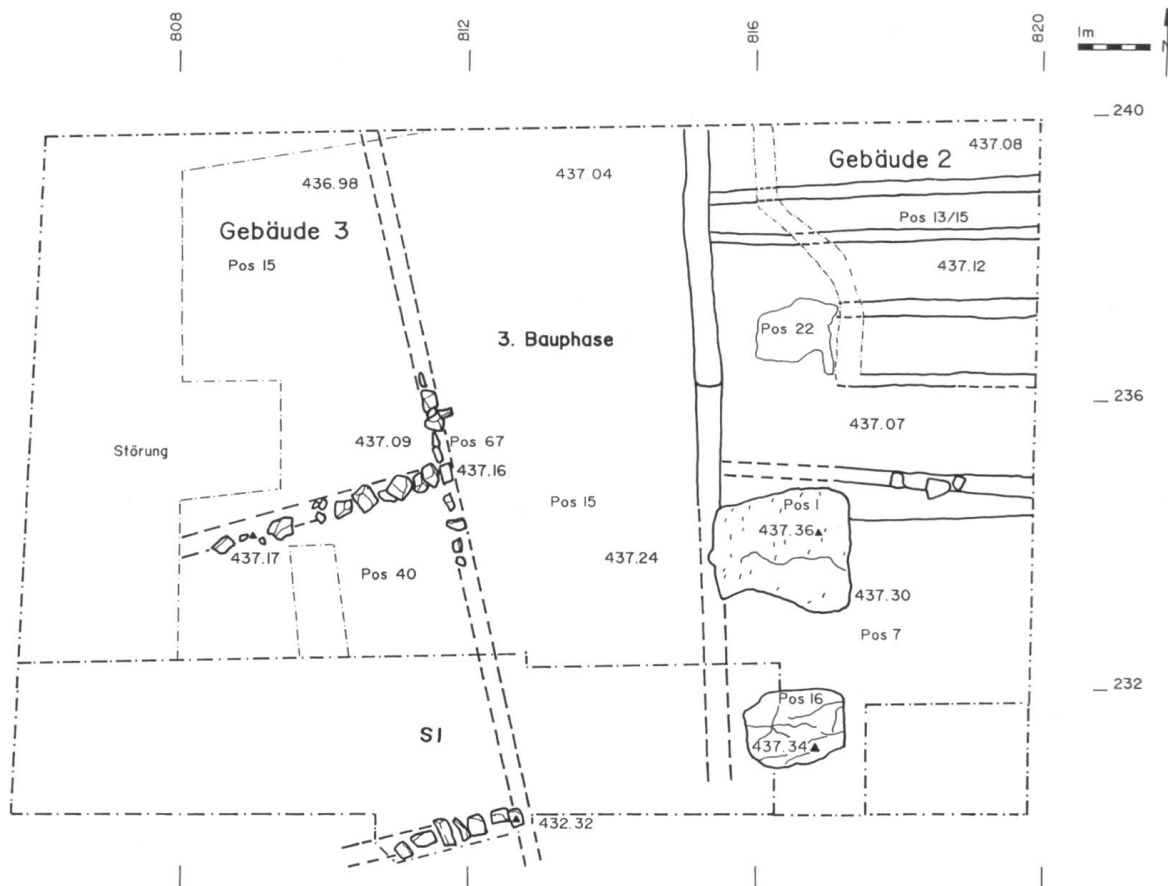 808
812
816
820
1m
N
240
437.08
Gebäude 2
437.04
436.98
Pos 13/15
Gebäude 3
Pos 15
437.12
Pos 22
3. Bauphase
236
437.07
Störung
437.09
Pos 67
437.16
Pos 15
Pos 1
437.36
437.17
437.24
Pos 40
437.30
Pos 7
232
Pos 16
S1
437.34
432.32